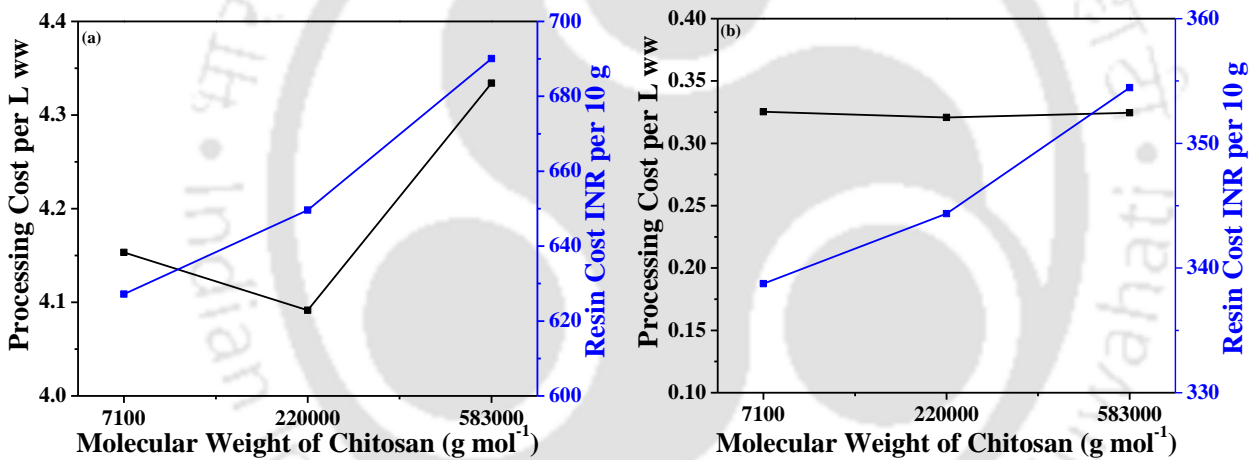 (a)
Processing Cost per L ww
4.4
4.3
4.2
4.1
4.0
700
680
660
640
620
600
Resin Cost INR per 10 g
7100 220000 583000
Molecular Weight of Chitosan (g mol-1)
(b)
Processing Cost per L ww
0.40
0.35
0.30
0.25
0.20
0.15
0.10
360
350
340
330
Resin Cost INR per 10 g
7100 220000 583000
Molecular Weight of Chitosan (g mol-1)
Indian
wahati